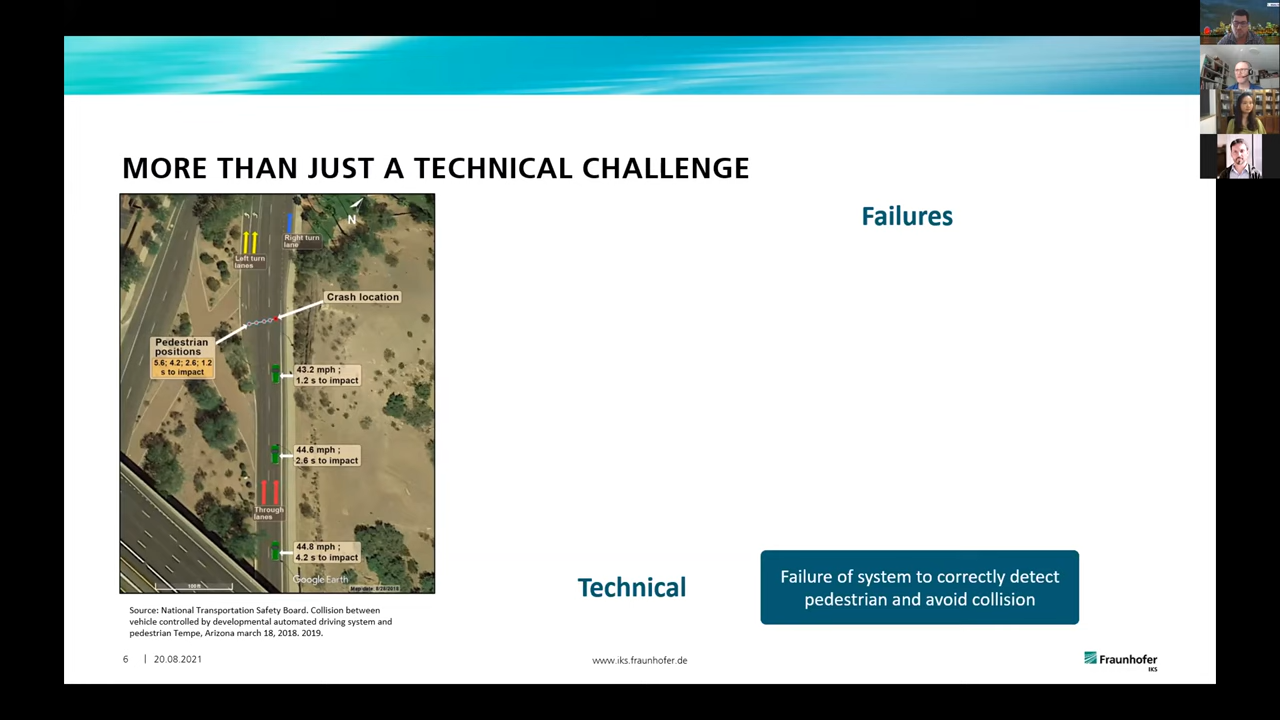 MORE THAN JUST A TECHNICAL CHALLENGE
N
Right turn
lane
Left turn
lanes
Crash location
Pedestrian
positions
5.6; 4.2; 2.6; 1.2
s to impact
43.2 mph ;
1.2 s to impact
44.6 mph ;
2.6 s to impact
Through
lanes
44.8 mph ;
4.2 s to impact
100 ft
Google Earth
Source: National Transportation Safety Board. Collision between
vehicle controlled by developmental automated driving system and
pedestrian Tempe, Arizona march 18, 2018. 2019.
Failures
Technical
Failure of system to correctly detect
pedestrian and avoid collision
6 | 20.08.2021
www.iks.fraunhofer.de
Fraunhofer
IKS